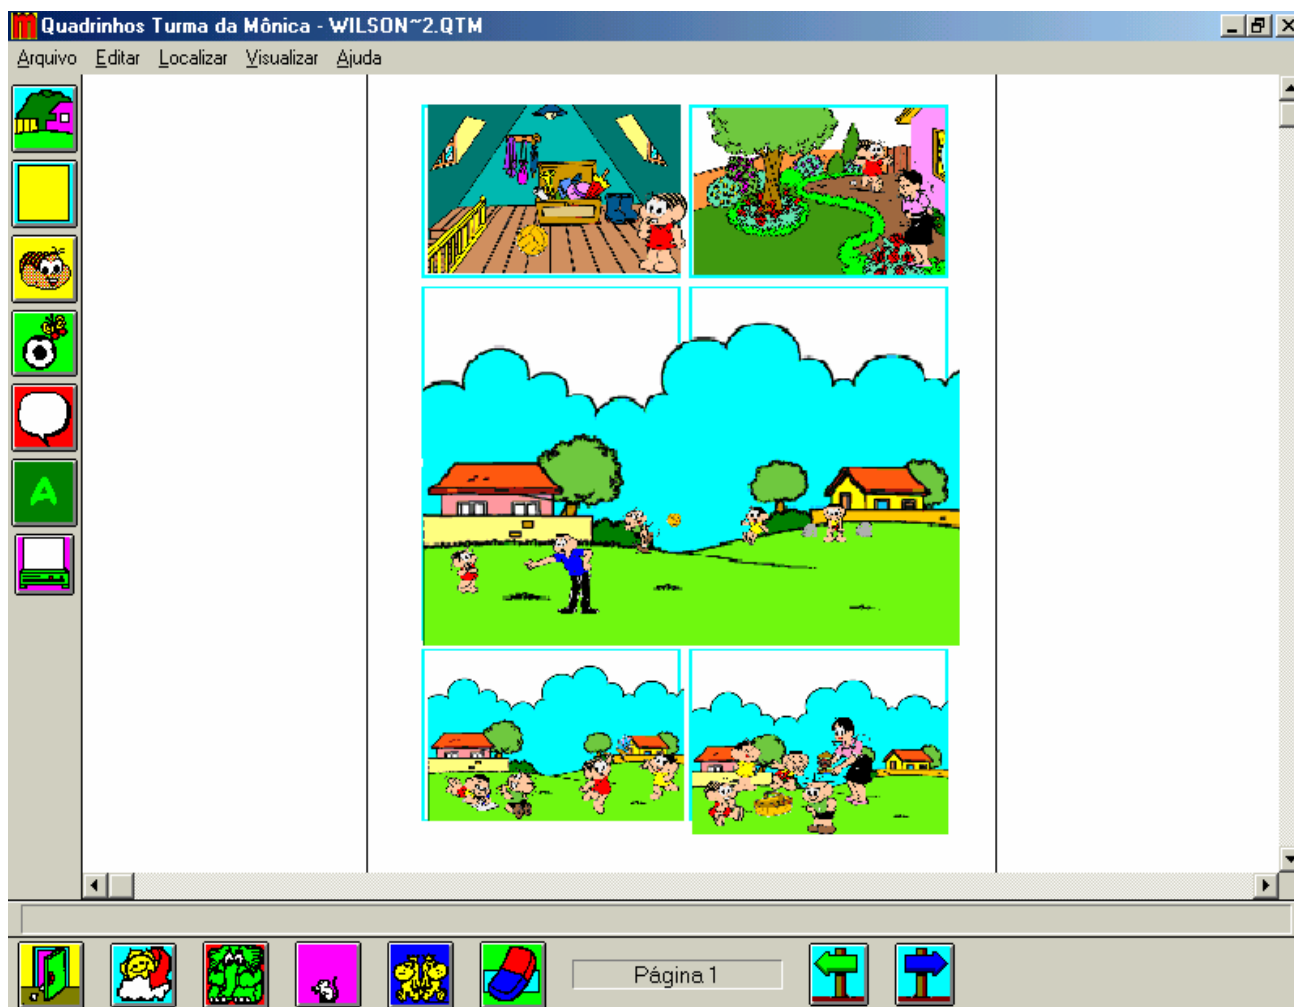 Quadrinhos Turma da Mônica - WILSON~2.QTM
Arquivo Editar Localizar Visualizar Ajuda
A
Página 1